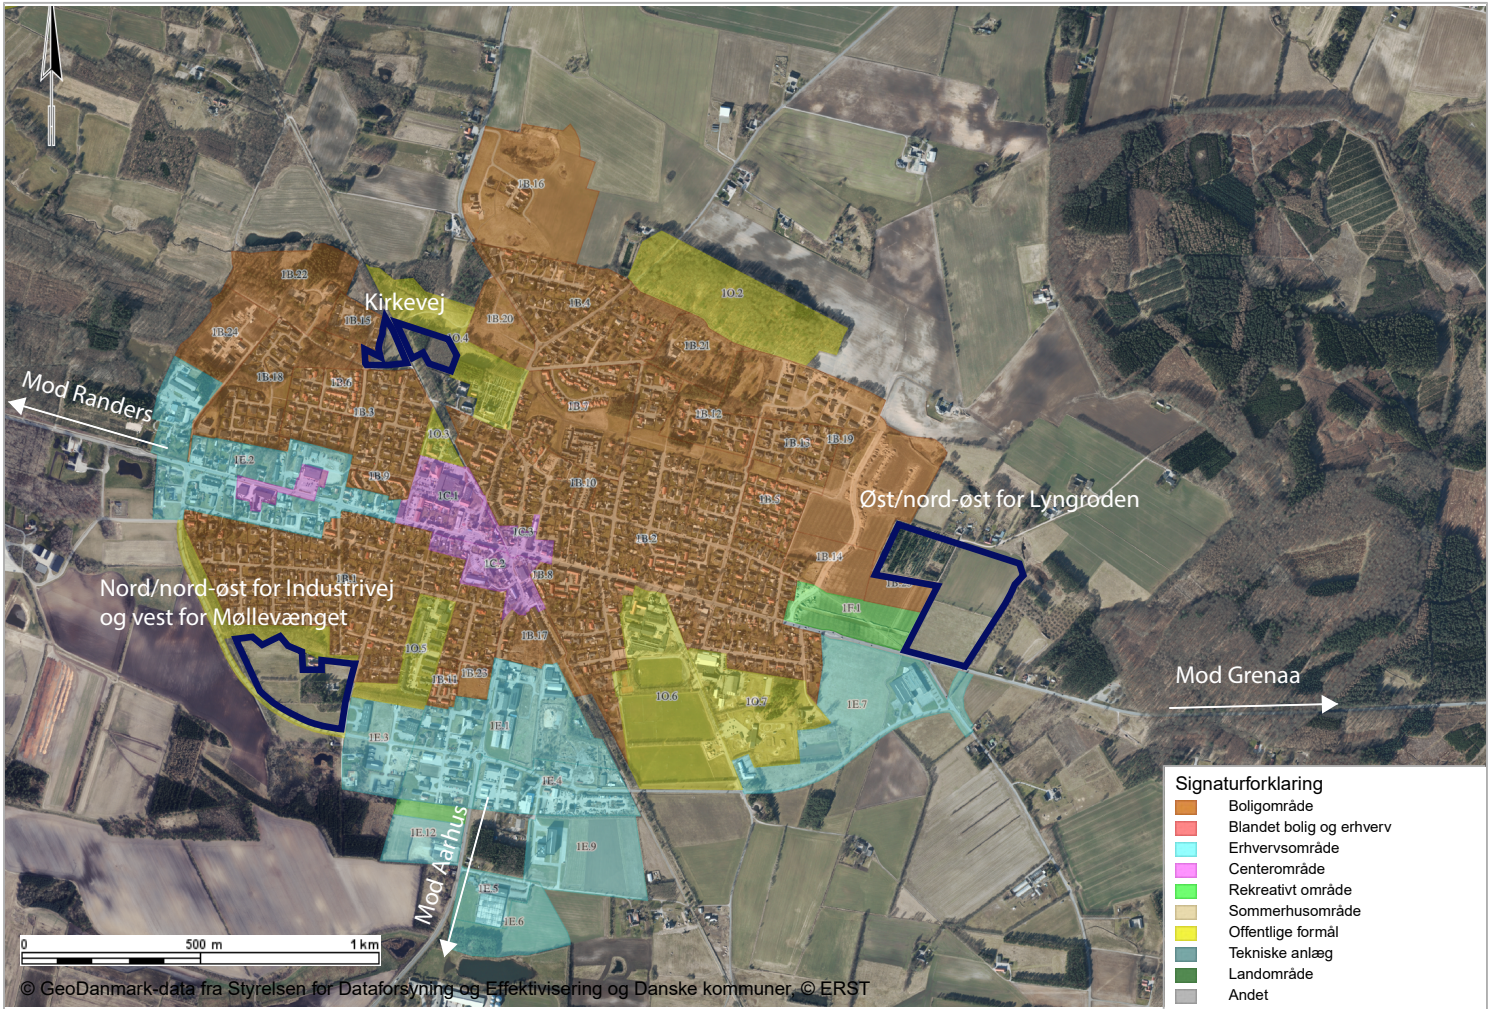 1B.16
1B.22
1O.2
Kirkevej
1B.4
1B.15
1B.20
1B.24
1O.4
1B.21
Mod Randers
1B.18
1B.6
1B.3
1B.7
1B.12
1O.3
1B.13
1B.19
1E.2
1B.9
1B.10
1B.5
1C.1
Øst/nord-øst for Lyngroden
1C.3
1B.2
1B.14
1C.2
1B.8
1B.1
Nord/nord-øst for Industrivej
og vest for Møllevænget
1F.1
1B.17
1O.5
1B.11
1B.23
1O.6
1O.7
1E.7
Mod Grenaa
1E.3
1E.1
1E.4
1E.12
1E.9
Mod Aarhus
1E.5
1E.6
Signaturforklaring
Boligområde
Blandet bolig og erhverv
Erhvervsområde
Centerområde
Rekreativt område
Sommerhusområde
Offentlige formål
Tekniske anlæg
Landområde
Andet
0 500 m 1 km
© GeoDanmark-data fra Styrelsen for Dataforsyning og Effektivisering og Danske kommuner, © ERST